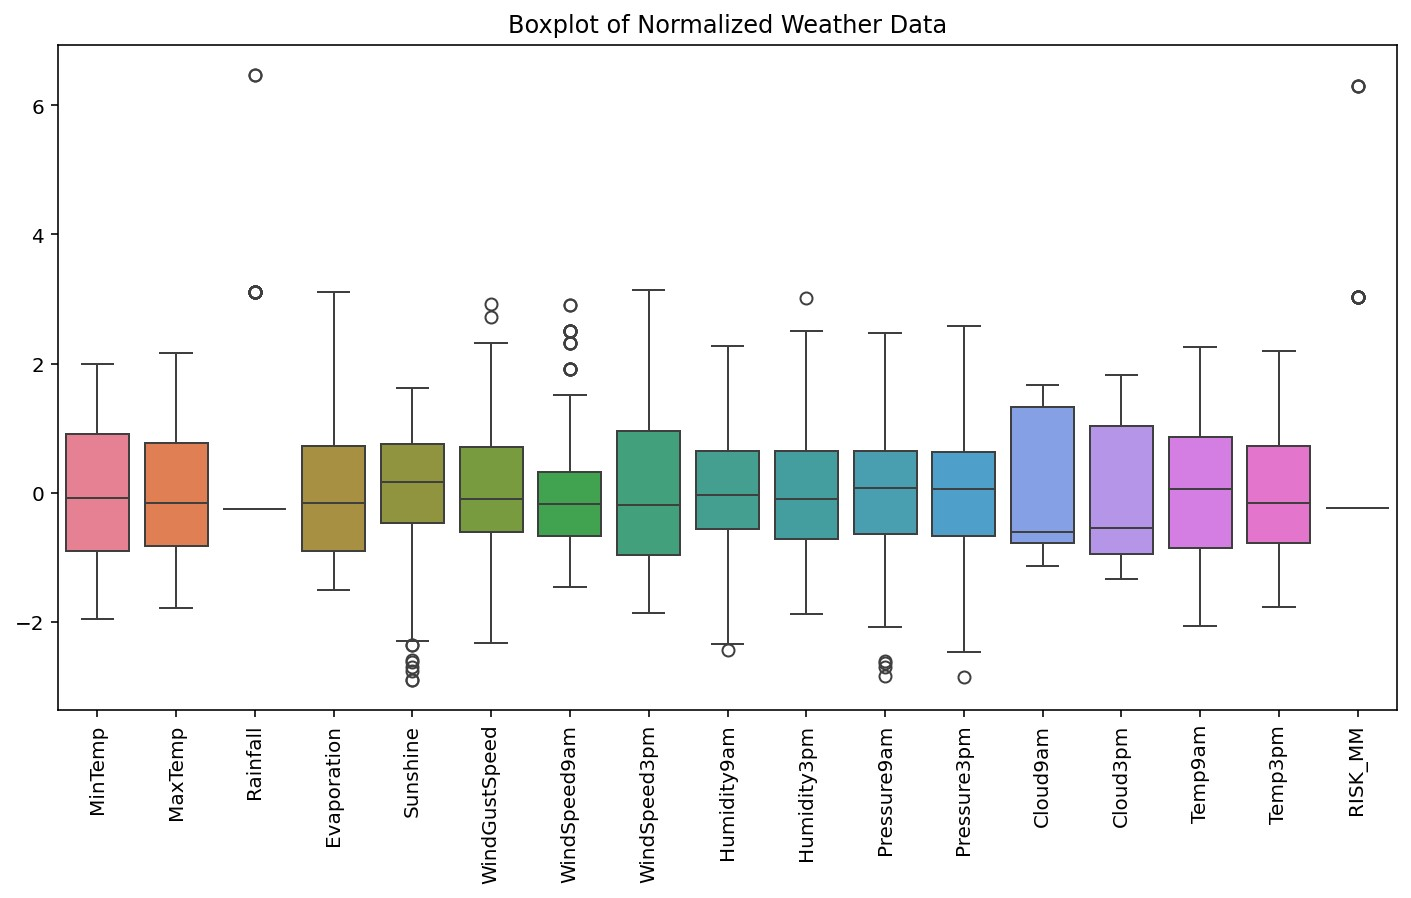 Boxplot of Normalized Weather Data
6
4
2
0
−2
MinTemp
MaxTemp
Rainfall
Evaporation
Sunshine
WindGustSpeed
WindSpeed9am
WindSpeed3pm
Humidity9am
Humidity3pm
Pressure9am
Pressure3pm
Cloud9am
Cloud3pm
Temp9am
Temp3pm
RISK_MM